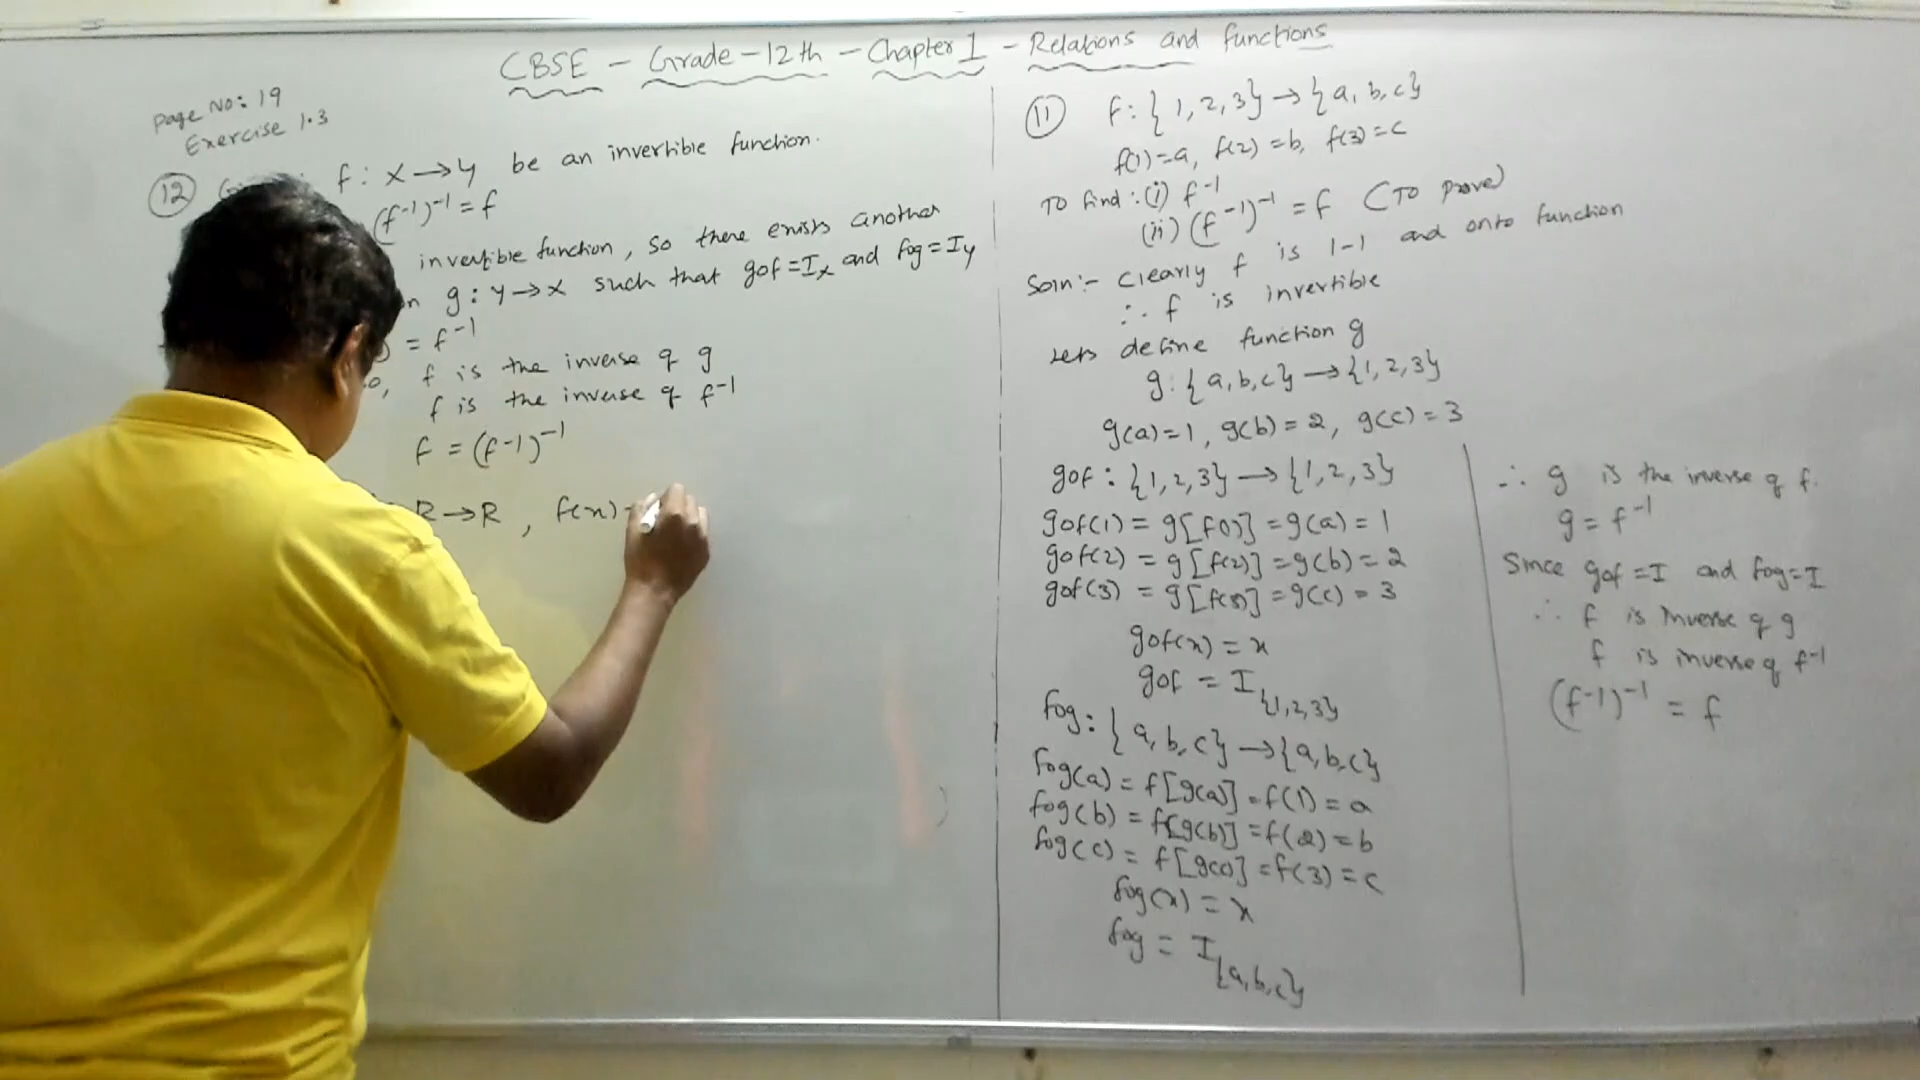 CBSE - Grade-12th - Chapter 1 - Relations and functions
Page No: 19
Exercise 1.3
(12) f : X → Y be an invertible function.
(f-1)-1 = f
invertible function, so there exists another
g : Y → X such that gof = Ix and fog = Iy
= f-1
f is the inverse of g
f is the inverse of f-1
f = (f-1)-1
R → R , f(x)
(11) f : { 1, 2, 3} → { a, b, c}
f(1)=a, f(2) =b, f(3)=c
To find : (i) f-1
(ii) (f-1)-1 = f (To prove)
Soln :- Clearly f is 1-1 and onto function
∴ f is invertible
Lets define function g
g : { a, b, c} → {1, 2, 3}
g(a)=1, g(b)= 2, g(c) = 3
gof : {1, 2, 3} → {1, 2, 3}
gof(1) = g[f(1)] = g(a) = 1
gof(2) = g[f(2)] = g(b) = 2
gof(3) = g[f(3)] = g(c) = 3
gof(x) = x
gof = I{1,2,3}
fog : { a, b, c} → {a, b, c}
fog(a) = f[g(a)] = f(1) = a
fog(b) = f[g(b)] = f(2) = b
fog(c) = f[g(c)] = f(3) = c
fog(x) = x
fog = I{a, b, c}
∴ g is the inverse of f.
g = f-1
Since gof = I and fog = I
∴ f is inverse of g
f is inverse of f-1
(f-1)-1 = f